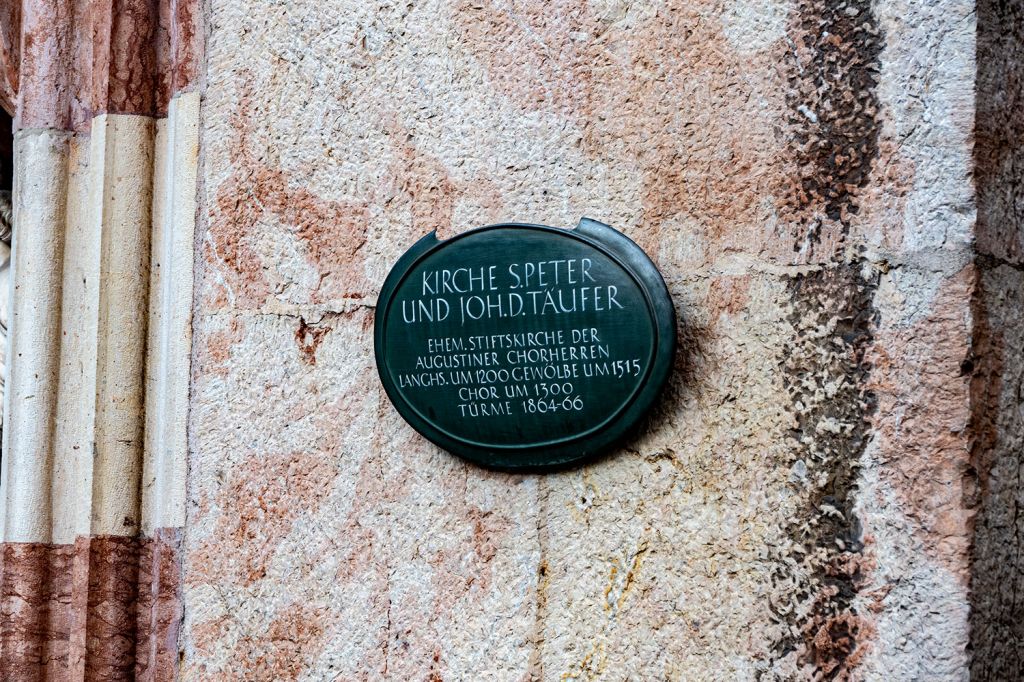 KIRCHE S.PETER
UND JOH.D.TÄUFER
EHEM.STIFTSKIRCHE DER
AUGUSTINER CHORHERREN
LANGHS. UM 1200 GEWÖLBE UM 1515
CHOR UM 1300
TÜRME 1864-66